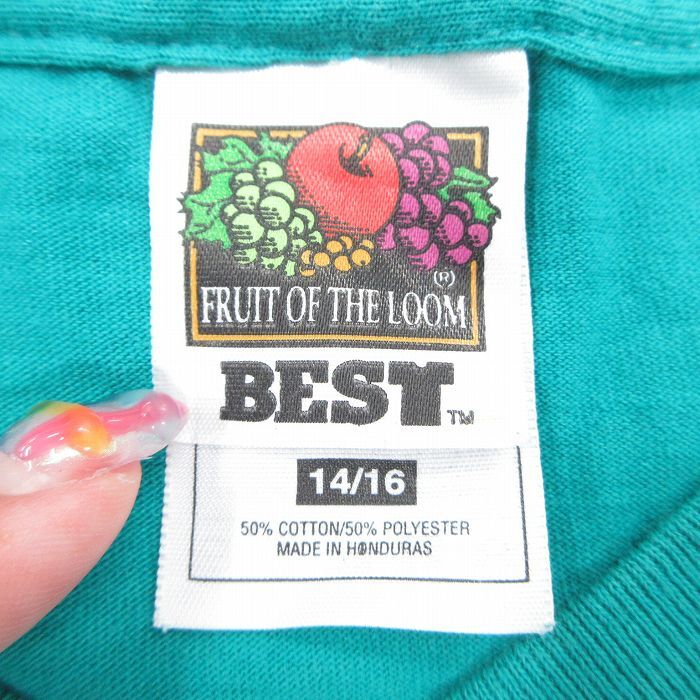 (R)
FRUIT OF THE LOOM
BEST TM
14/16
50% COTTON/50% POLYESTER
MADE IN HONDURAS